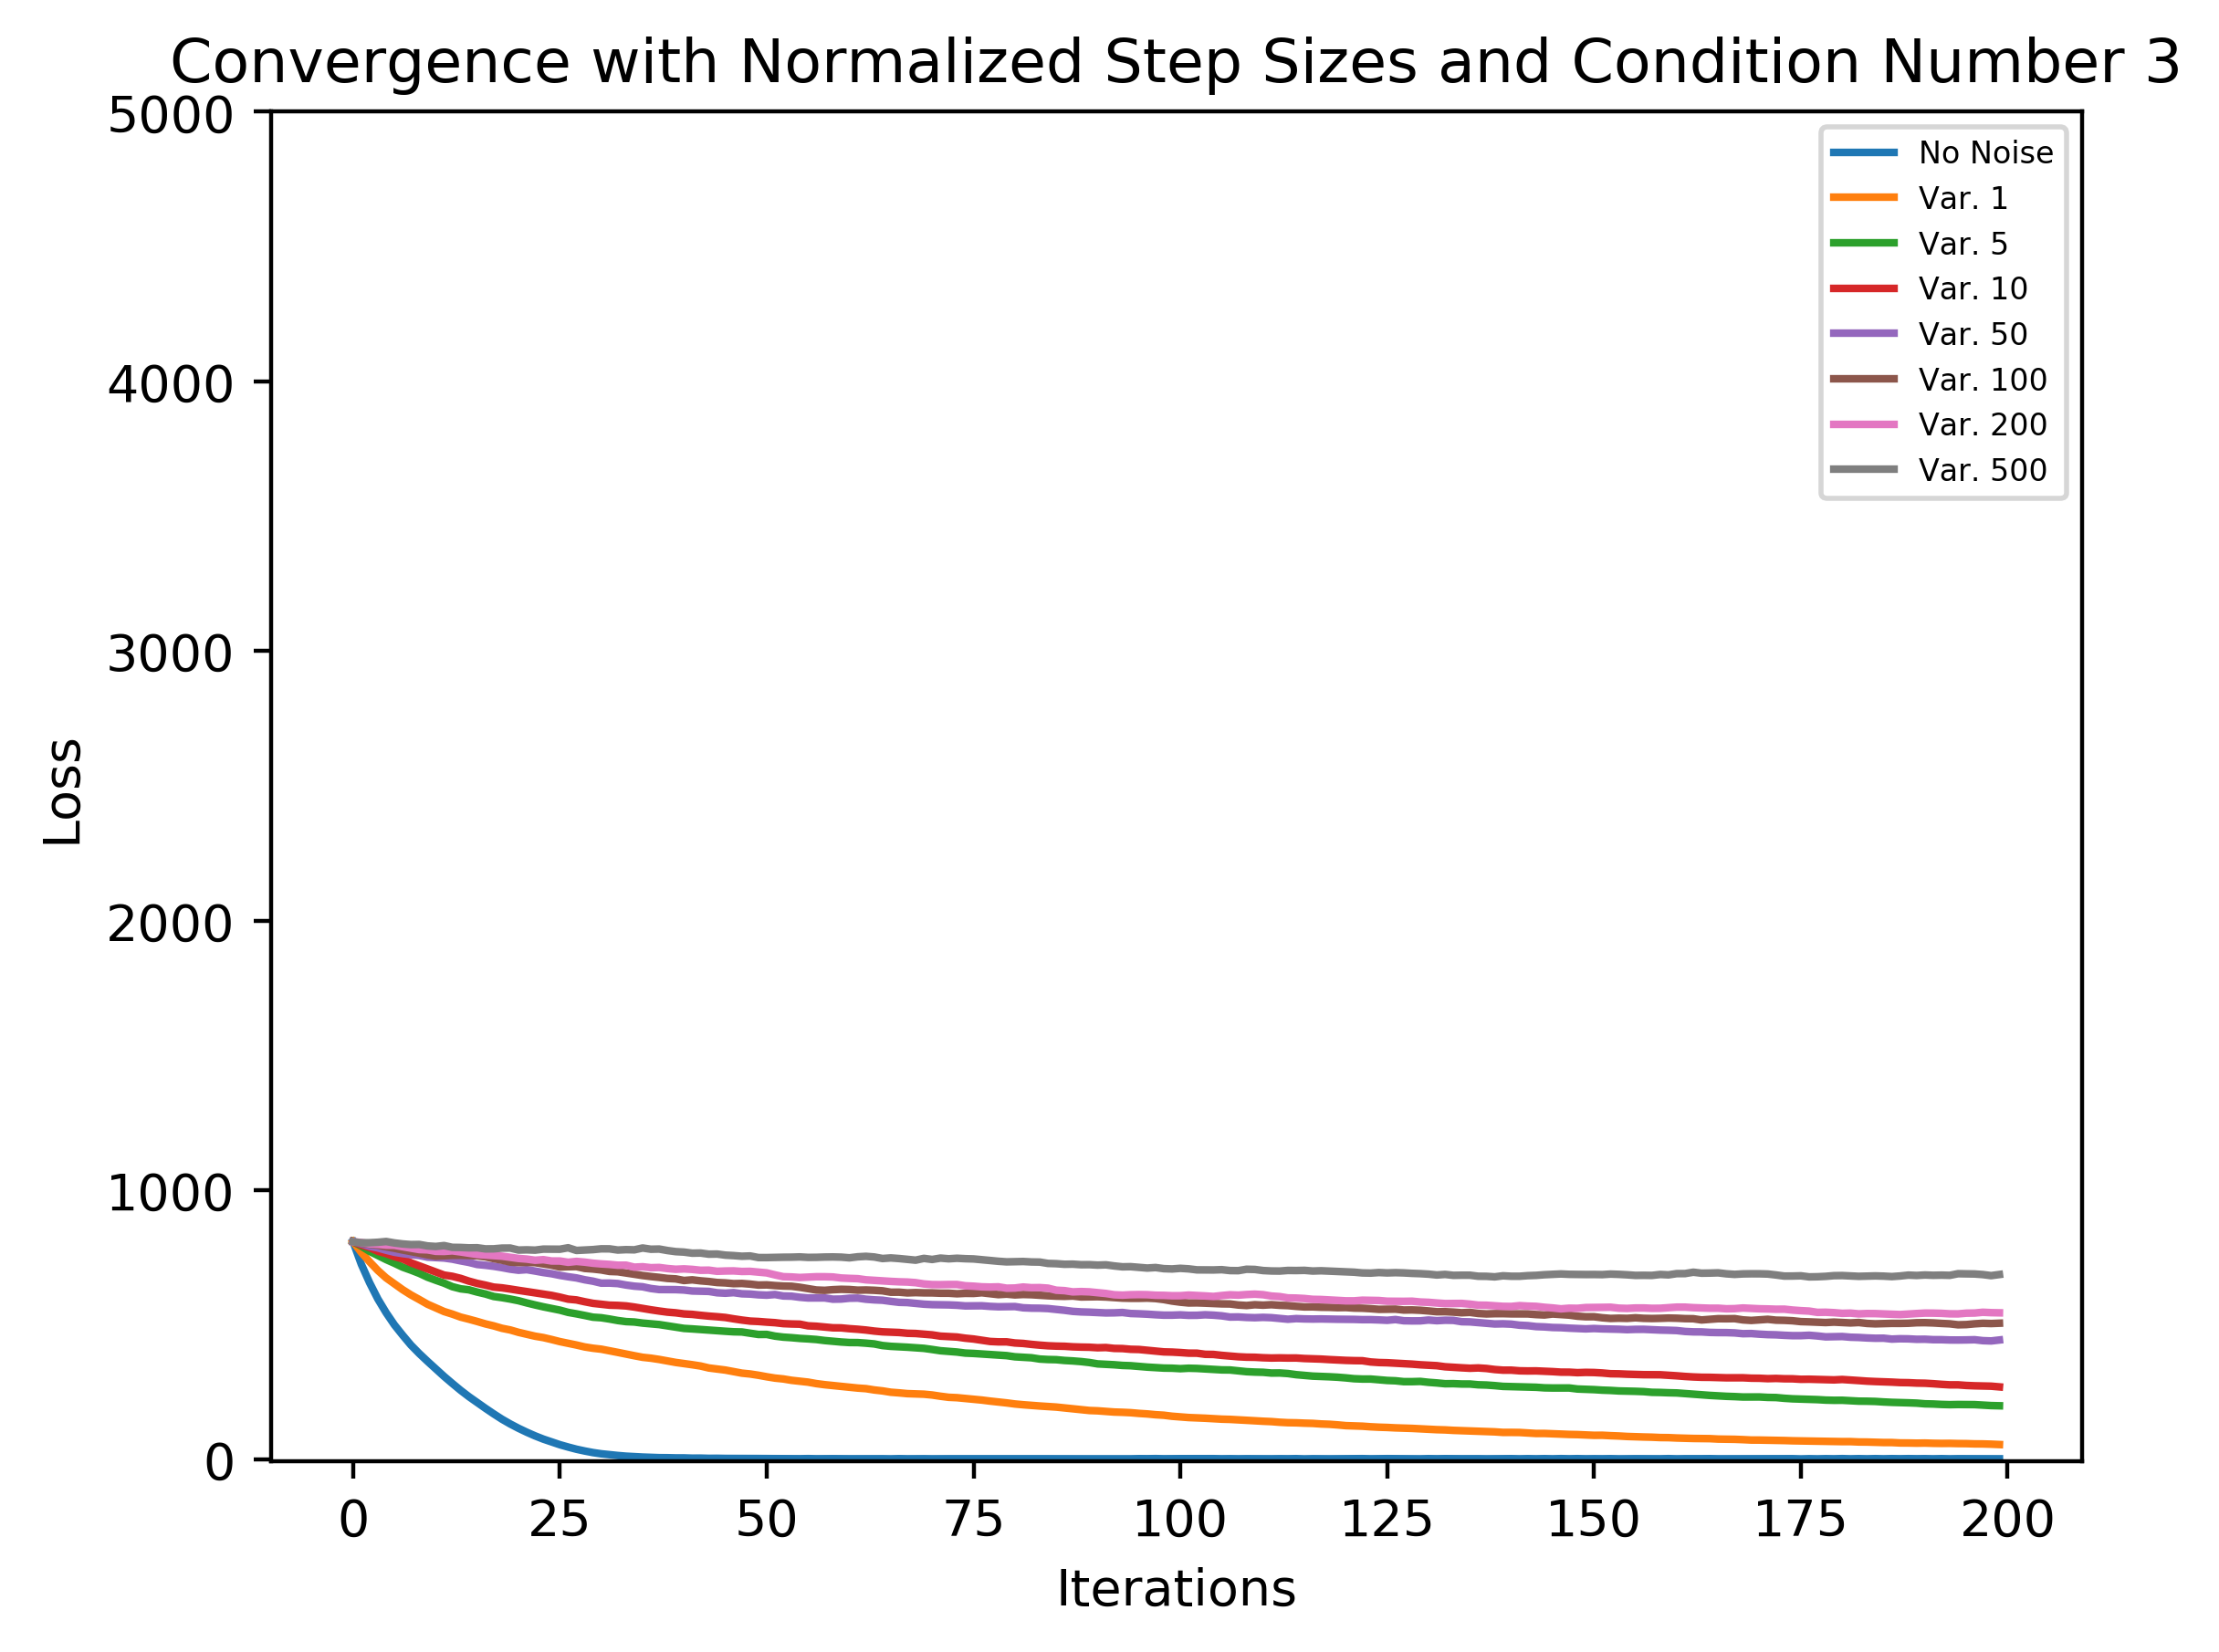 Convergence with Normalized Step Sizes and Condition Number 3
5000
4000
3000
2000
1000
0
Loss
No Noise
Var. 1
Var. 5
Var. 10
Var. 50
Var. 100
Var. 200
Var. 500
0 25 50 75 100 125 150 175 200
Iterations